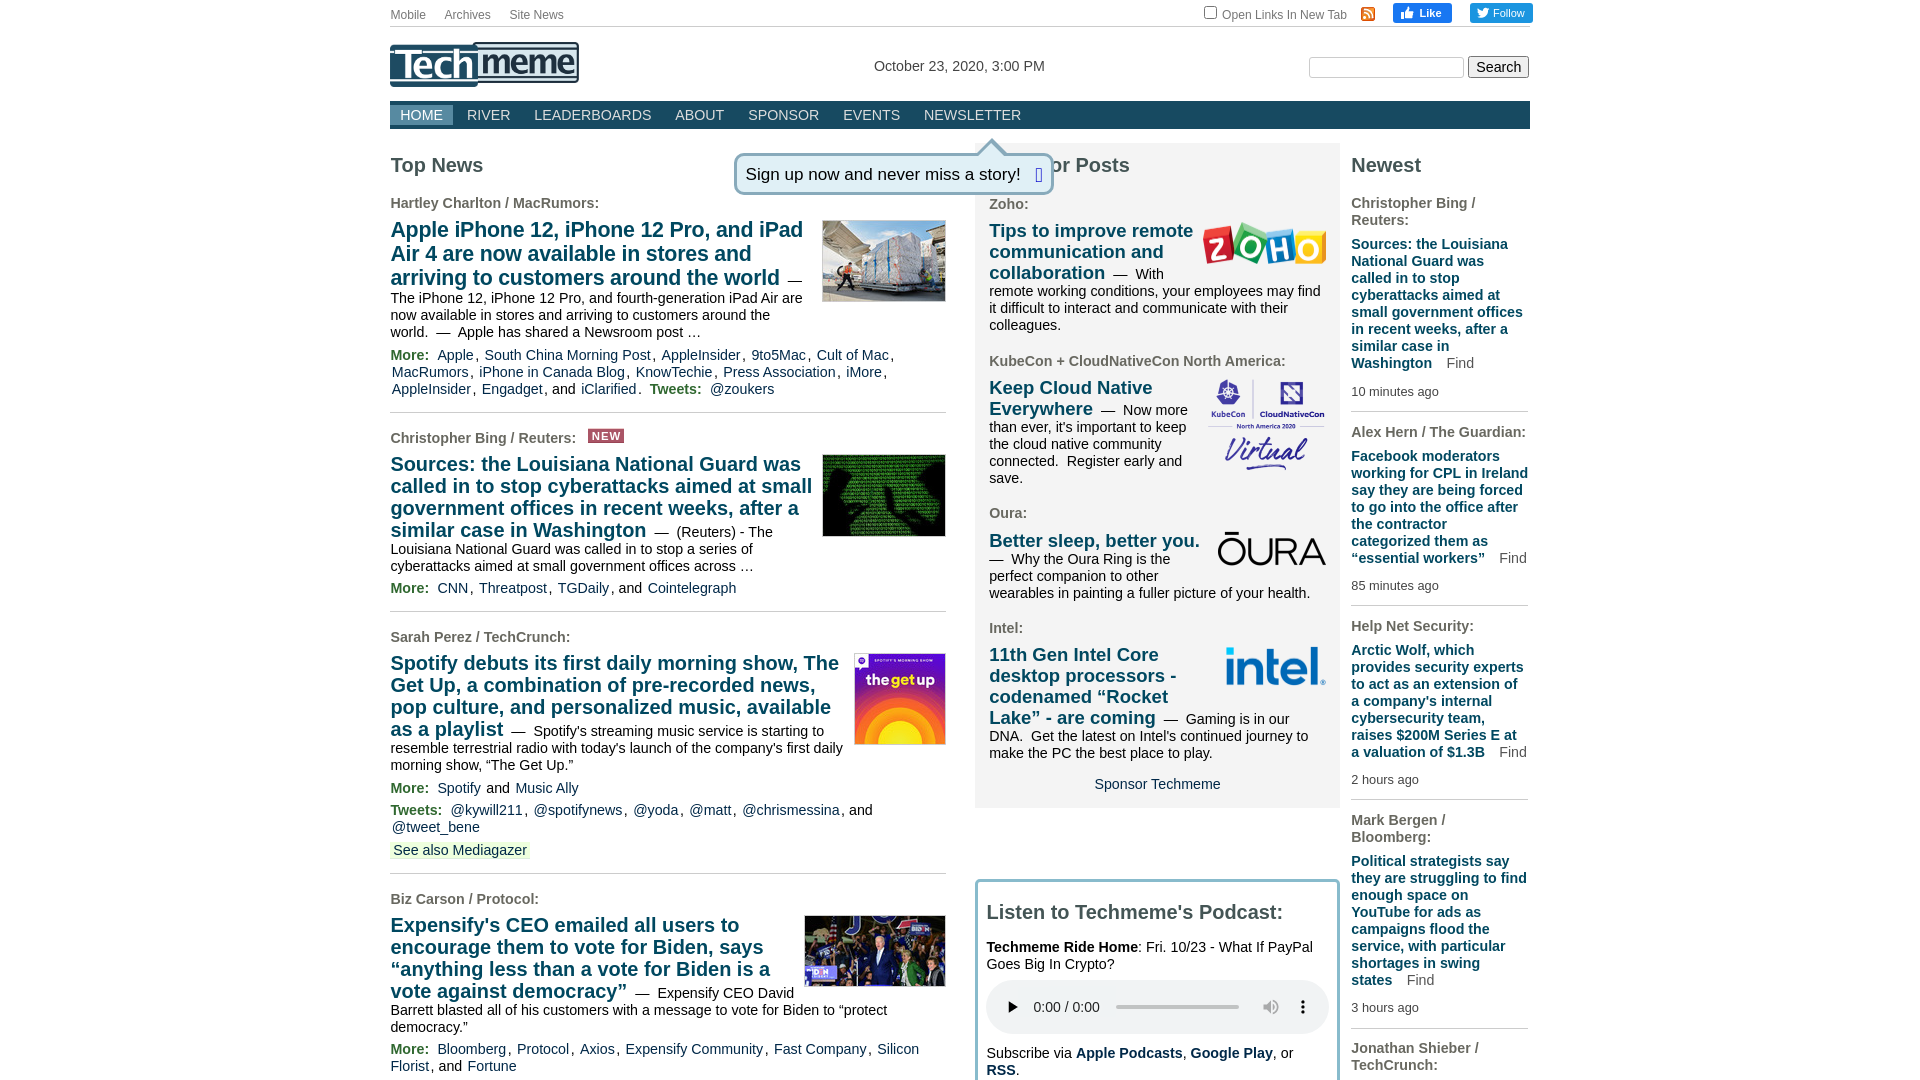 Mobile Archives Site News
Open Links In New Tab
Like
Follow
Techmeme
October 23, 2020, 3:00 PM
Search
HOME RIVER LEADERBOARDS ABOUT SPONSOR EVENTS NEWSLETTER
Sign up now and never miss a story!
Top News
Hartley Charlton / MacRumors:
Apple iPhone 12, iPhone 12 Pro, and iPad
Air 4 are now available in stores and
arriving to customers around the world —
The iPhone 12, iPhone 12 Pro, and fourth-generation iPad Air are
now available in stores and arriving to customers around the
world. — Apple has shared a Newsroom post …
More: Apple, South China Morning Post, AppleInsider, 9to5Mac, Cult of Mac,
MacRumors, iPhone in Canada Blog, KnowTechie, Press Association, iMore,
AppleInsider, Engadget, and iClarified. Tweets: @zoukers
Christopher Bing / Reuters: NEW
Sources: the Louisiana National Guard was
called in to stop cyberattacks aimed at small
government offices in recent weeks, after a
similar case in Washington — (Reuters) - The
Louisiana National Guard was called in to stop a series of
cyberattacks aimed at small government offices across …
More: CNN, Threatpost, TGDaily, and Cointelegraph
Sarah Perez / TechCrunch:
Spotify debuts its first daily morning show, The
Get Up, a combination of pre-recorded news,
pop culture, and personalized music, available
as a playlist — Spotify's streaming music service is starting to
resemble terrestrial radio with today's launch of the company's first daily
morning show, “The Get Up.”
SPOTIFY'S MORNING SHOW
the get up
More: Spotify and Music Ally
Tweets: @kywill211, @spotifynews, @yoda, @matt, @chrismessina, and
@tweet_bene
See also Mediagazer
Biz Carson / Protocol:
Expensify's CEO emailed all users to
encourage them to vote for Biden, says
“anything less than a vote for Biden is a
vote against democracy” — Expensify CEO David
Barrett blasted all of his customers with a message to vote for Biden to “protect
democracy.”
More: Bloomberg, Protocol, Axios, Expensify Community, Fast Company, Silicon
Florist, and Fortune
or Posts
Zoho:
Tips to improve remote
communication and
collaboration — With
remote working conditions, your employees may find
it difficult to interact and communicate with their
colleagues.
ZOHO
KubeCon + CloudNativeCon North America:
Keep Cloud Native
Everywhere — Now more
than ever, it's important to keep
the cloud native community
connected. Register early and
save.
KubeCon CloudNativeCon
North America 2020
Virtual
Oura:
Better sleep, better you.
— Why the Oura Ring is the
perfect companion to other
wearables in painting a fuller picture of your health.
ŌURA
Intel:
11th Gen Intel Core
desktop processors -
codenamed “Rocket
Lake” - are coming — Gaming is in our
DNA. Get the latest on Intel's continued journey to
make the PC the best place to play.
intel.
Sponsor Techmeme
Listen to Techmeme's Podcast:
Techmeme Ride Home: Fri. 10/23 - What If PayPal
Goes Big In Crypto?
0:00 / 0:00
Subscribe via Apple Podcasts, Google Play, or
RSS.
Newest
Christopher Bing /
Reuters:
Sources: the Louisiana
National Guard was
called in to stop
cyberattacks aimed at
small government offices
in recent weeks, after a
similar case in
Washington Find
10 minutes ago
Alex Hern / The Guardian:
Facebook moderators
working for CPL in Ireland
say they are being forced
to go into the office after
the contractor
categorized them as
“essential workers” Find
85 minutes ago
Help Net Security:
Arctic Wolf, which
provides security experts
to act as an extension of
a company's internal
cybersecurity team,
raises $200M Series E at
a valuation of $1.3B Find
2 hours ago
Mark Bergen /
Bloomberg:
Political strategists say
they are struggling to find
enough space on
YouTube for ads as
campaigns flood the
service, with particular
shortages in swing
states Find
3 hours ago
Jonathan Shieber /
TechCrunch: